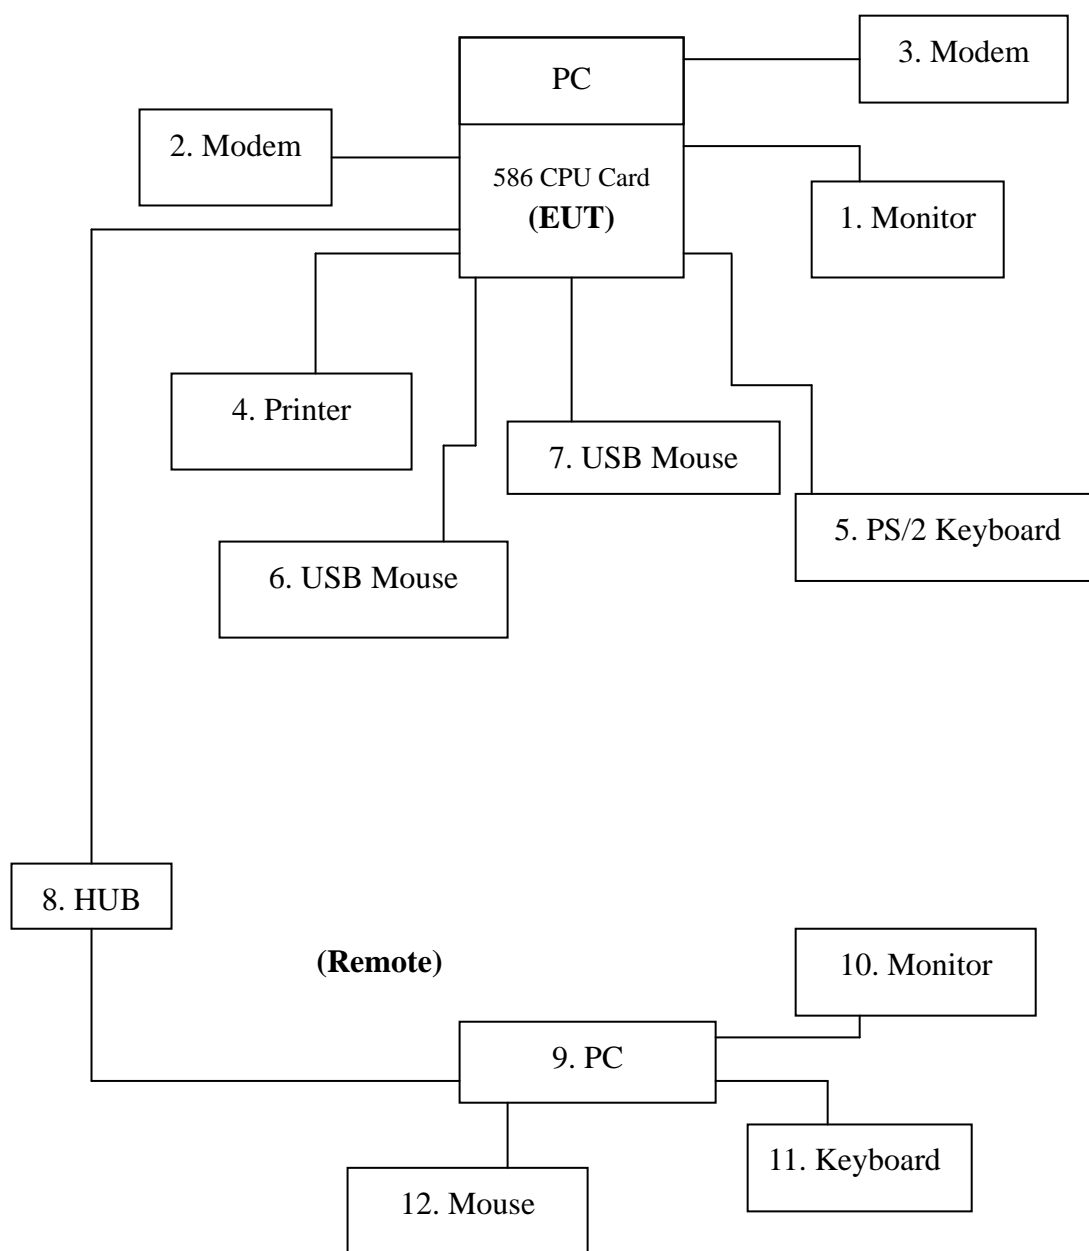 PC
3. Modem
2. Modem
586 CPU Card
(EUT)
1. Monitor
4. Printer
7. USB Mouse
5. PS/2 Keyboard
6. USB Mouse
8. HUB
(Remote)
10. Monitor
9. PC
11. Keyboard
12. Mouse